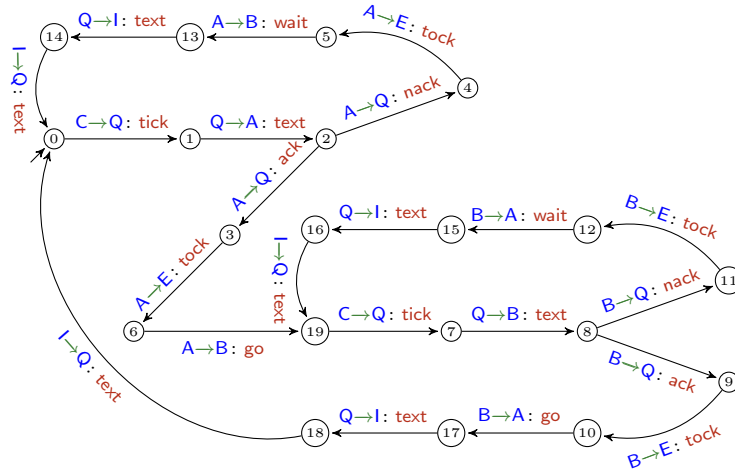 A→E: tock
14 Q→I: text 13 A→B: wait 5
I→Q: text
A→Q: nack 4
0 C→Q: tick 1 Q→A: text 2
A→Q: ack
3
16 Q→I: text 15 B→A: wait 12 B→E: tock
I→Q: text
A→E: tock
B→Q: nack 11
6 A→B: go 19 C→Q: tick 7 Q→B: text 8
B→Q: ack 9
I→Q: text
18 Q→I: text 17 B→A: go 10 B→E: tock